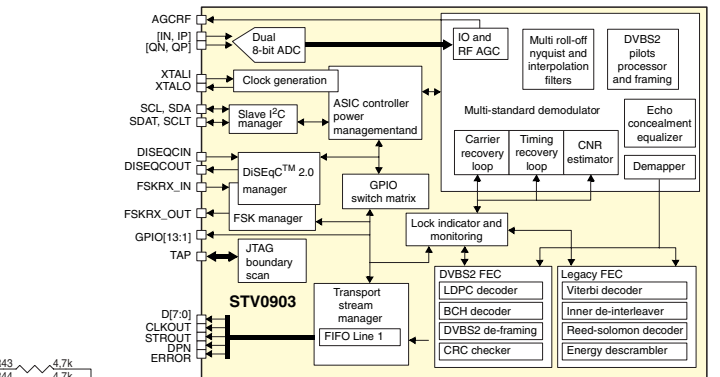 AGCRF
[IN, IP]
[QN, QP]
Dual
8-bit ADC
IO and
RF AGC
Multi roll-off
nyquist and
interpolation
filters
DVBS2
pilots
processor
and framing
XTALI
XTALO
Clock generation
ASIC controller
power
managementand
Multi-standard demodulator
Echo
concealment
equalizer
SCL, SDA
SDAT, SCLT
Slave I2C
manager
Carrier
recovery
loop
Timing
recovery
loop
CNR
estimator
Demapper
DISEQCIN
DISEQCOUT
DiSEqCTM 2.0
manager
FSKRX_IN
GPIO
switch matrix
FSKRX_OUT
FSK manager
GPIO[13:1]
Lock indicator and
monitoring
TAP
JTAG
boundary
scan
STV0903
DVBS2 FEC
LDPC decoder
BCH decoder
DVBS2 de-framing
CRC checker
Legacy FEC
Viterbi decoder
Inner de-interleaver
Reed-solomon decoder
Energy descrambler
Transport
stream
manager
FIFO Line 1
D[7:0]
CLKOUT
STROUT
DPN
ERROR
R43 4,7k
R44 4,7k